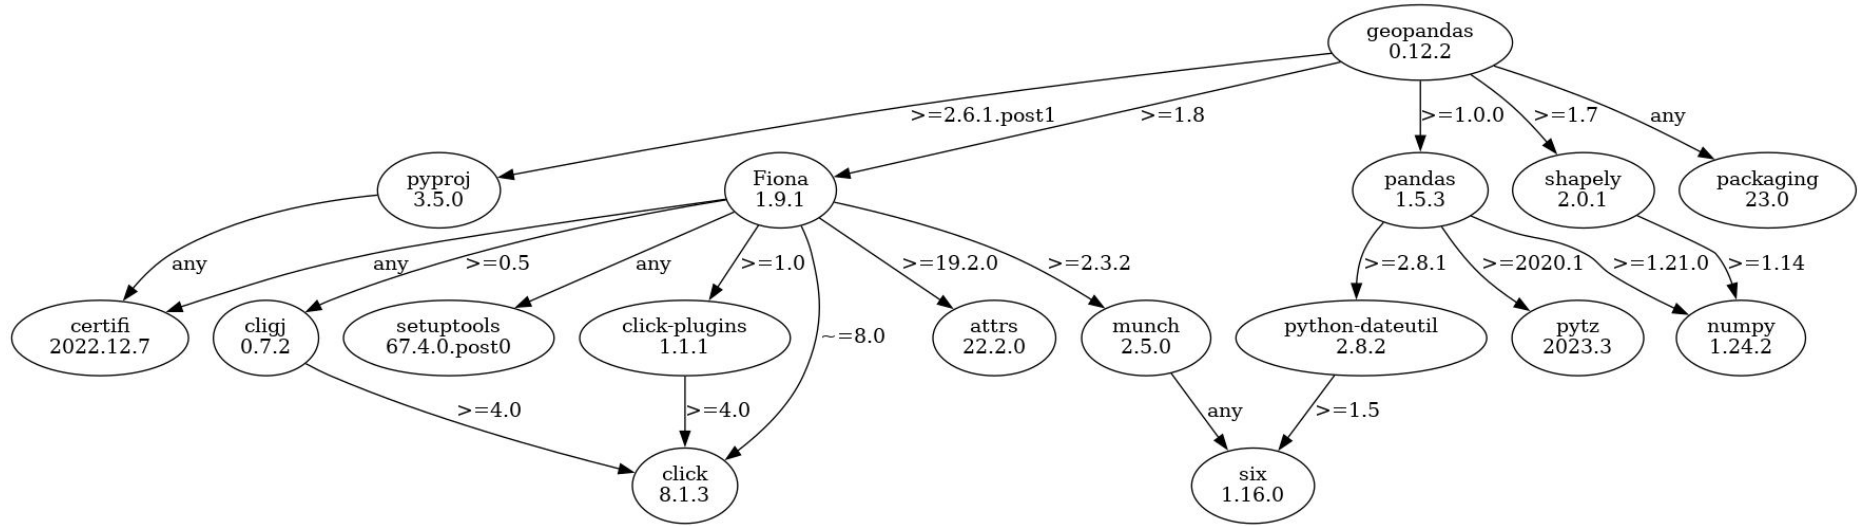 geopandas
0.12.2
>=2.6.1.post1
>=1.8
>=1.0.0
>=1.7
any
pyproj
3.5.0
Fiona
1.9.1
pandas
1.5.3
shapely
2.0.1
packaging
23.0
any
any
>=0.5
any
>=1.0
>=19.2.0
>=2.3.2
>=2.8.1
>=2020.1
>=1.21.0
>=1.14
certifi
2022.12.7
cligj
0.7.2
setuptools
67.4.0.post0
click-plugins
1.1.1
~=8.0
attrs
22.2.0
munch
2.5.0
python-dateutil
2.8.2
pytz
2023.3
numpy
1.24.2
>=4.0
>=4.0
any
>=1.5
click
8.1.3
six
1.16.0